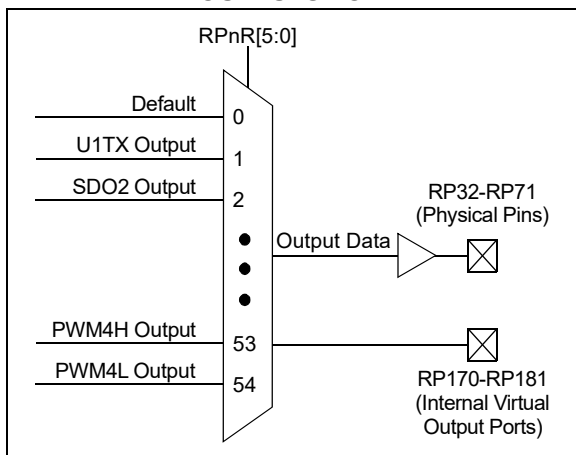 RPnR[5:0]
Default
0
U1TX Output
1
SDO2 Output
2
RP32-RP71
(Physical Pins)
Output Data
PWM4H Output
53
PWM4L Output
54
RP170-RP181
(Internal Virtual
Output Ports)